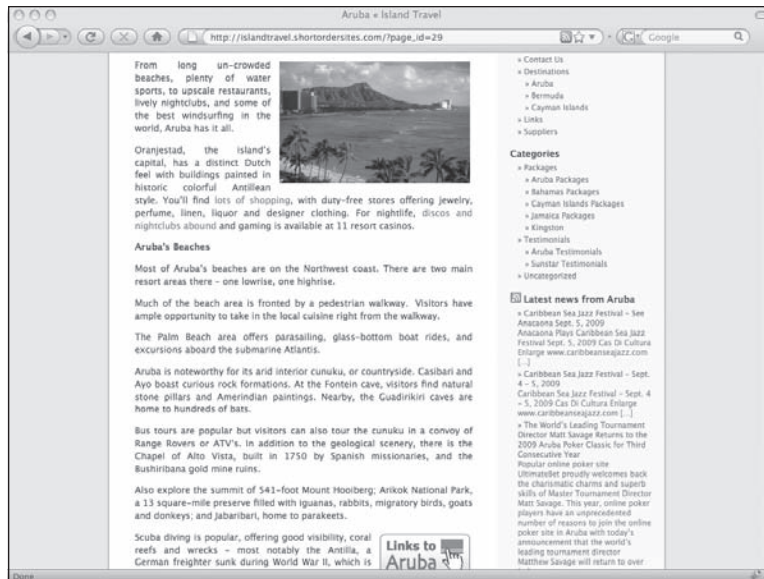 Aruba « Island Travel
http://islandtravel.shortordersites.com/?page_id=29
Google
From long un-crowded
beaches, plenty of water
sports, to upscale restaurants,
lively nightclubs, and some of
the best windsurfing in the
world, Aruba has it all.
Oranjestad, the island's
capital, has a distinct Dutch
feel with buildings painted in
historic colorful Antillean
style. You'll find lots of shopping, with duty-free stores offering jewelry,
perfume, linen, liquor and designer clothing. For nightlife, discos and
nightclubs abound and gaming is available at 11 resort casinos.
Aruba's Beaches
Most of Aruba's beaches are on the Northwest coast. There are two main
resort areas there - one lowrise, one highrise.
Much of the beach area is fronted by a pedestrian walkway. Visitors have
ample opportunity to take in the local cuisine right from the walkway.
The Palm Beach area offers parasailing, glass-bottom boat rides, and
excursions aboard the submarine Atlantis.
Aruba is noteworthy for its arid interior cunuku, or countryside. Casibari and
Ayo boast curious rock formations. At the Fontein cave, visitors find natural
stone pillars and Amerindian paintings. Nearby, the Guadirikiri caves are
home to hundreds of bats.
Bus tours are popular but visitors can also tour the cunuku in a convoy of
Range Rovers or ATV's. In addition to the geological scenery, there is the
Chapel of Alto Vista, built in 1750 by Spanish missionaries, and the
Bushiribana gold mine ruins.
Also explore the summit of 541-foot Mount Hooiberg; Arikok National Park,
a 13 square-mile preserve filled with iguanas, rabbits, migratory birds, goats
and donkeys; and Jabaribari, home to parakeets.
Scuba diving is popular, offering good visibility, coral
reefs and wrecks - most notably the Antilla, a
German freighter sunk during World War II, which is
Links to
Aruba
» Contact Us
» Destinations
» Aruba
» Bermuda
» Cayman Islands
» Links
» Suppliers
Categories
» Packages
» Aruba Packages
» Bahamas Packages
» Cayman Islands Packages
» Jamaica Packages
» Kingston
» Testimonials
» Aruba Testimonials
» Sunstar Testimonials
» Uncategorized
Latest news from Aruba
» Caribbean Sea Jazz Festival - See
Anacaona Sept. 5, 2009
Anacaona Plays Caribbean Sea Jazz
Festival Sept. 5, 2009 Cas Di Cultura
Enlarge www.caribbeanseajazz.com
[...]
» Caribbean Sea Jazz Festival - Sept.
4 - 5, 2009
Caribbean Sea Jazz Festival - Sept. 4
- 5, 2009 Cas Di Cultura Enlarge
www.caribbeanseajazz.com [...]
» The World's Leading Tournament
Director Matt Savage Returns to the
2009 Aruba Poker Classic for Third
Consecutive Year
Popular online poker site
UltimateBet proudly welcomes back
the charismatic charms and superb
skills of Master Tournament Director
Matt Savage. This year, online poker
players have an unprecedented
number of reasons to join the online
poker site in Aruba with today's
announcement that the world's
leading tournament director
Matthew Savage will return to over
Done